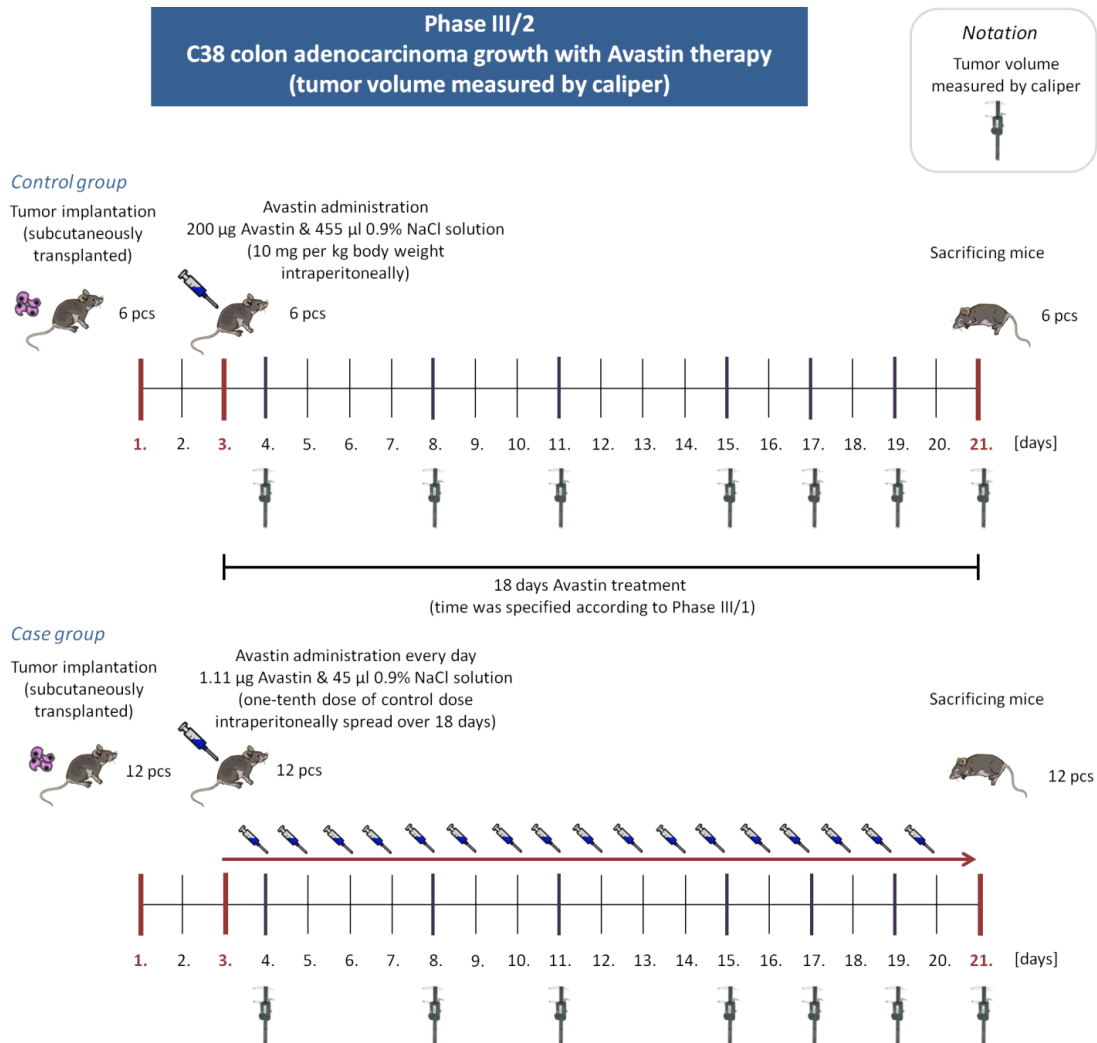 Phase III/2
C38 colon adenocarcinoma growth with Avastin therapy
(tumor volume measured by caliper)
Notation
Tumor volume
measured by caliper
Control group
Tumor implantation
(subcutaneously
transplanted)
Avastin administration
200 µg Avastin & 455 µl 0.9% NaCl solution
(10 mg per kg body weight
intraperitoneally)
Sacrificing mice
6 pcs
6 pcs
6 pcs
1. 2. 3. 4. 5. 6. 7. 8. 9. 10. 11. 12. 13. 14. 15. 16. 17. 18. 19. 20. 21. [days]
18 days Avastin treatment
(time was specified according to Phase III/1)
Case group
Tumor implantation
(subcutaneously
transplanted)
Avastin administration every day
1.11 µg Avastin & 45 µl 0.9% NaCl solution
(one-tenth dose of control dose
intraperitoneally spread over 18 days)
Sacrificing mice
12 pcs
12 pcs
12 pcs
1. 2. 3. 4. 5. 6. 7. 8. 9. 10. 11. 12. 13. 14. 15. 16. 17. 18. 19. 20. 21. [days]